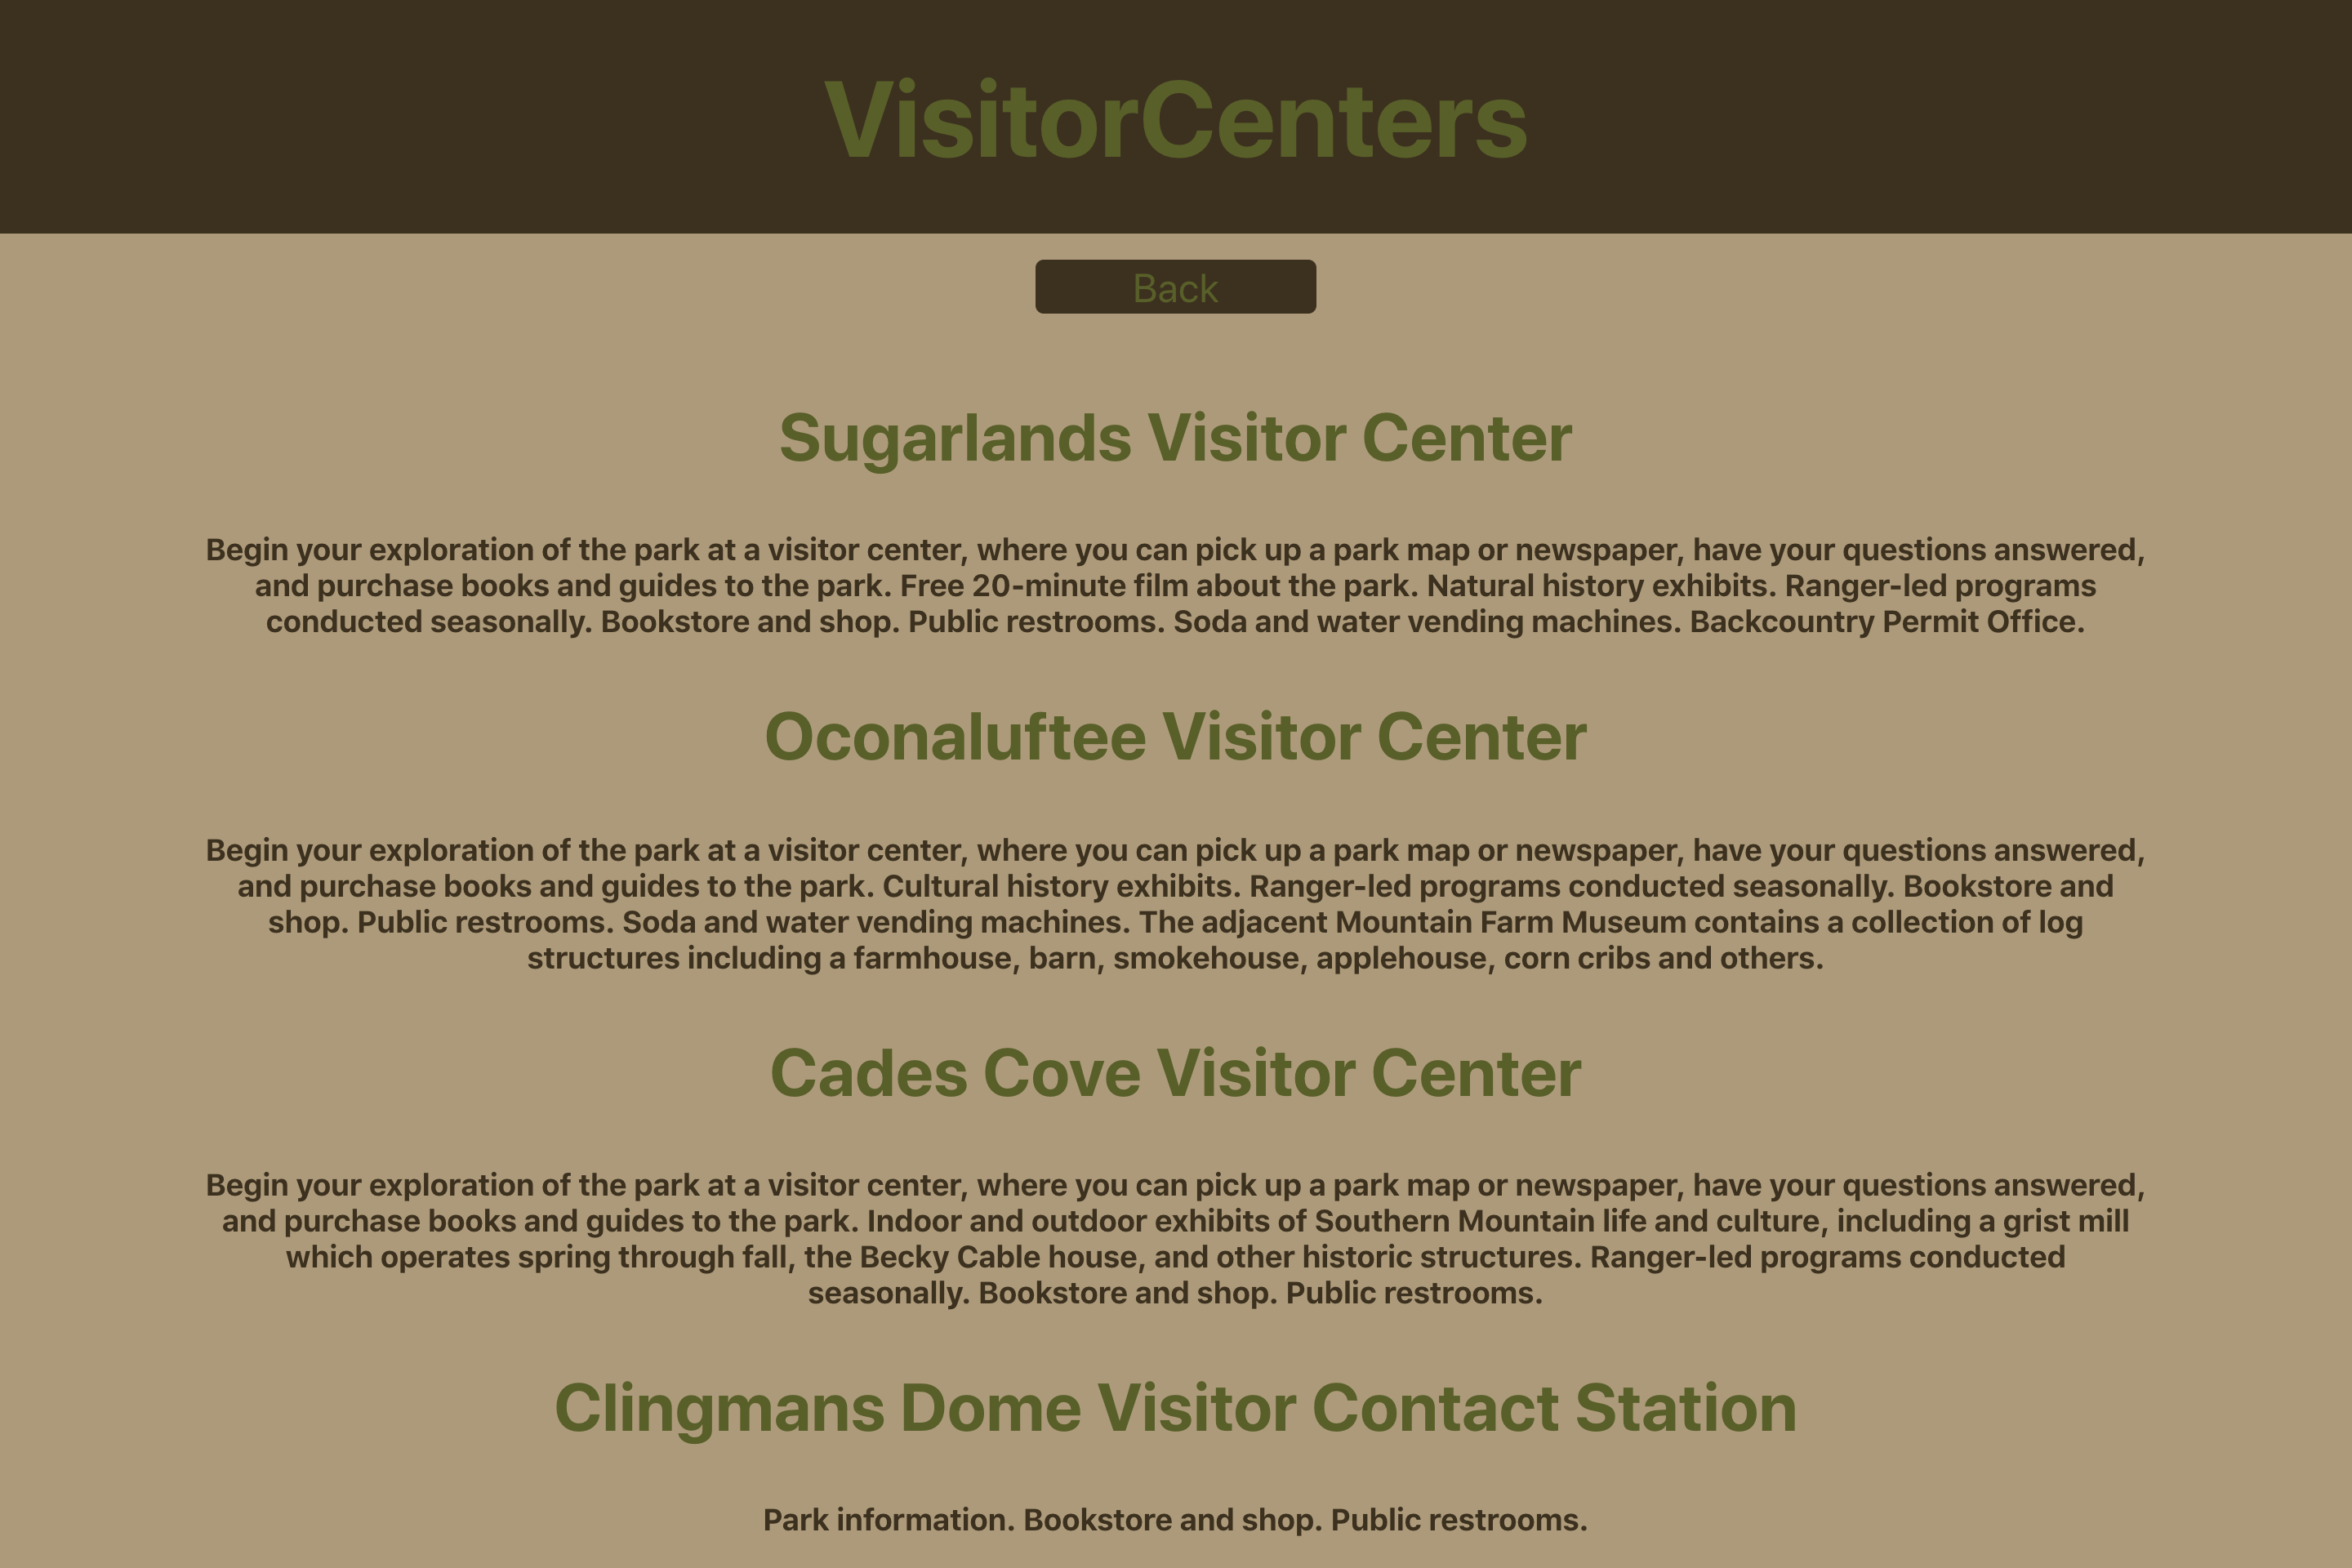 VisitorCenters
Back
Sugarlands Visitor Center
Begin your exploration of the park at a visitor center, where you can pick up a park map or newspaper, have your questions answered,
and purchase books and guides to the park. Free 20-minute film about the park. Natural history exhibits. Ranger-led programs
conducted seasonally. Bookstore and shop. Public restrooms. Soda and water vending machines. Backcountry Permit Office.
Oconaluftee Visitor Center
Begin your exploration of the park at a visitor center, where you can pick up a park map or newspaper, have your questions answered,
and purchase books and guides to the park. Cultural history exhibits. Ranger-led programs conducted seasonally. Bookstore and
shop. Public restrooms. Soda and water vending machines. The adjacent Mountain Farm Museum contains a collection of log
structures including a farmhouse, barn, smokehouse, applehouse, corn cribs and others.
Cades Cove Visitor Center
Begin your exploration of the park at a visitor center, where you can pick up a park map or newspaper, have your questions answered,
and purchase books and guides to the park. Indoor and outdoor exhibits of Southern Mountain life and culture, including a grist mill
which operates spring through fall, the Becky Cable house, and other historic structures. Ranger-led programs conducted
seasonally. Bookstore and shop. Public restrooms.
Clingmans Dome Visitor Contact Station
Park information. Bookstore and shop. Public restrooms.